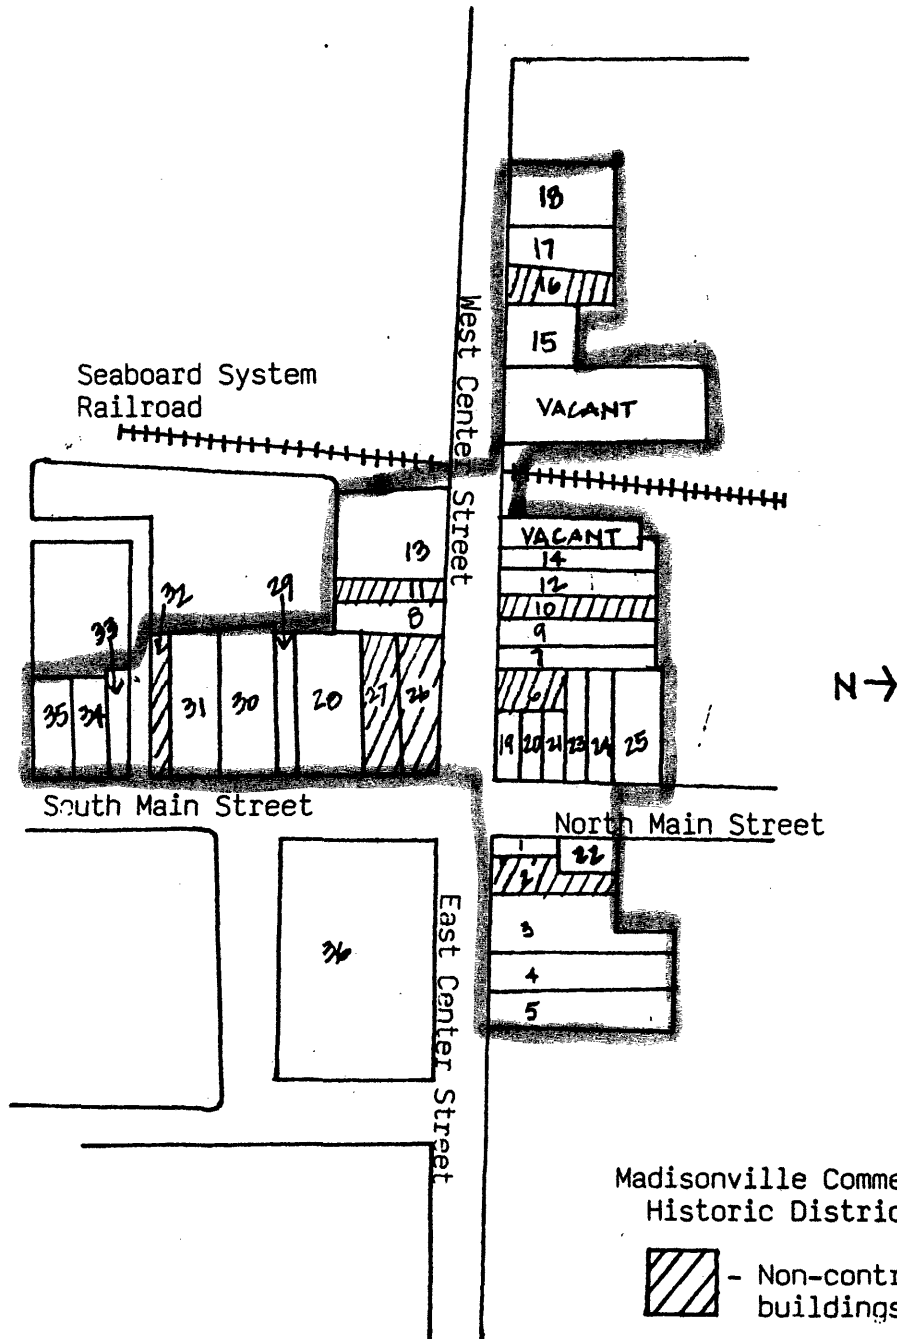 18
17
16
West Center Street
15
Seaboard System
Railroad
VACANT
VACANT
13
14
12
11
32
29
10
8
9
33
7
N
35
34
31
30
28
27
26
6
19
20
21
23
24
25
South Main Street
North Main Street
1
22
2
East Center Street
3
36
4
5
Madisonville Comme
Historic Distric
- Non-contr
buildings